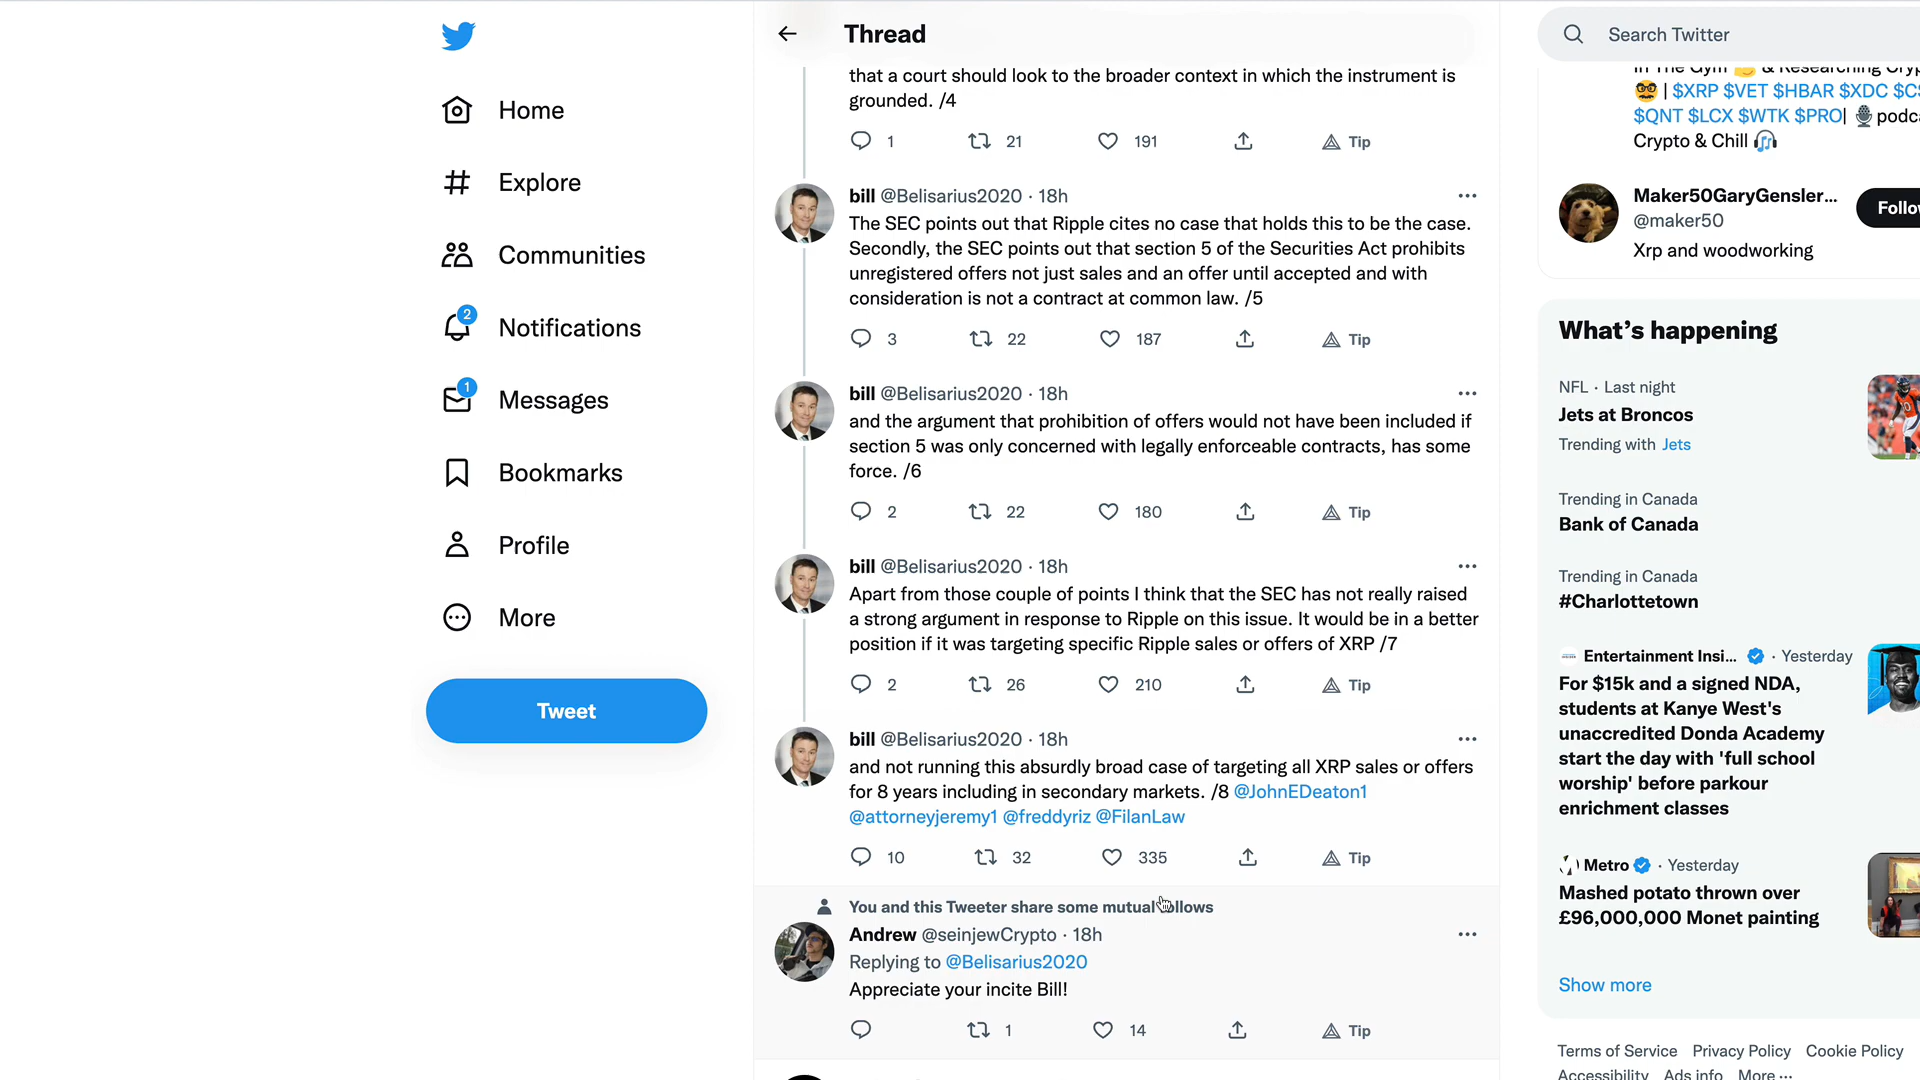 Home
Explore
Communities
2
Notifications
1
Messages
Bookmarks
Profile
More
Tweet
Thread
that a court should look to the broader context in which the instrument is
grounded. /4
1 21 191 Tip
bill @Belisarius2020 · 18h
The SEC points out that Ripple cites no case that holds this to be the case.
Secondly, the SEC points out that section 5 of the Securities Act prohibits
unregistered offers not just sales and an offer until accepted and with
consideration is not a contract at common law. /5
3 22 187 Tip
bill @Belisarius2020 · 18h
and the argument that prohibition of offers would not have been included if
section 5 was only concerned with legally enforceable contracts, has some
force. /6
2 22 180 Tip
bill @Belisarius2020 · 18h
Apart from those couple of points I think that the SEC has not really raised
a strong argument in response to Ripple on this issue. It would be in a better
position if it was targeting specific Ripple sales or offers of XRP /7
2 26 210 Tip
bill @Belisarius2020 · 18h
and not running this absurdly broad case of targeting all XRP sales or offers
for 8 years including in secondary markets. /8 @JohnEDeaton1
@attorneyjeremy1 @freddyriz @FilanLaw
10 32 335 Tip
You and this Tweeter share some mutual follows
Andrew @seinjewCrypto · 18h
Replying to @Belisarius2020
Appreciate your incite Bill!
1 14 Tip
Search Twitter
In The Gym & Researching Cryp
| $XRP $VET $HBAR $XDC $CS
$QNT $LCX $WTK $PRO| podca
Crypto & Chill
Maker50GaryGensler...
@maker50
Follo
Xrp and woodworking
What's happening
NFL · Last night
Jets at Broncos
Trending with Jets
Trending in Canada
Bank of Canada
Trending in Canada
#Charlottetown
Entertainment Insi... · Yesterday
For $15k and a signed NDA,
students at Kanye West's
unaccredited Donda Academy
start the day with 'full school
worship' before parkour
enrichment classes
Metro · Yesterday
Mashed potato thrown over
£96,000,000 Monet painting
Show more
Terms of Service Privacy Policy Cookie Policy
Accessibility Ads info More ...